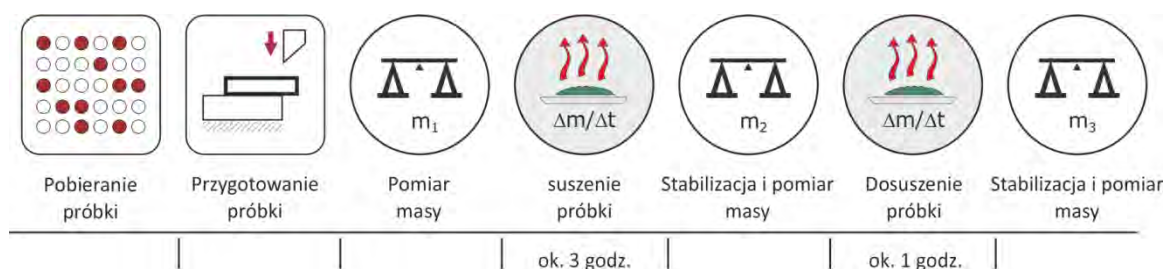 m₁
Δm/Δt
m₂
Δm/Δt
m₃
Pobieranie
próbki
Przygotowanie
próbki
Pomiar
masy
suszenie
próbki
Stabilizacja i pomiar
masy
Dosuszenie
próbki
Stabilizacja i pomiar
masy
ok. 3 godz.
ok. 1 godz.